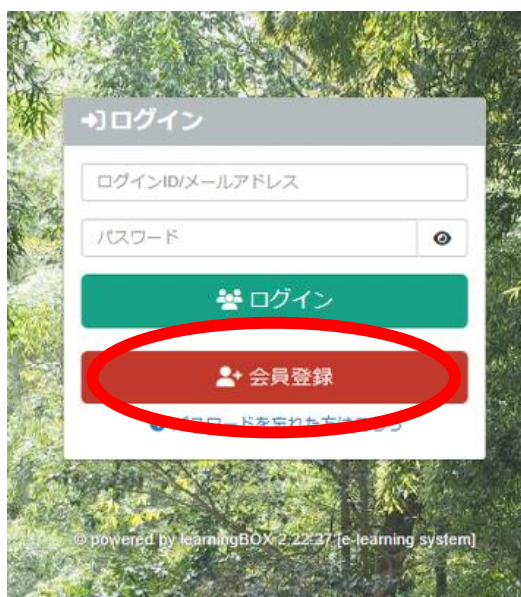 ログイン
ログインID/メールアドレス
パスワード
ログイン
会員登録
パスワードを忘れた方はこちら
© powered by learningBOX 2.22.37 [e-learning system]